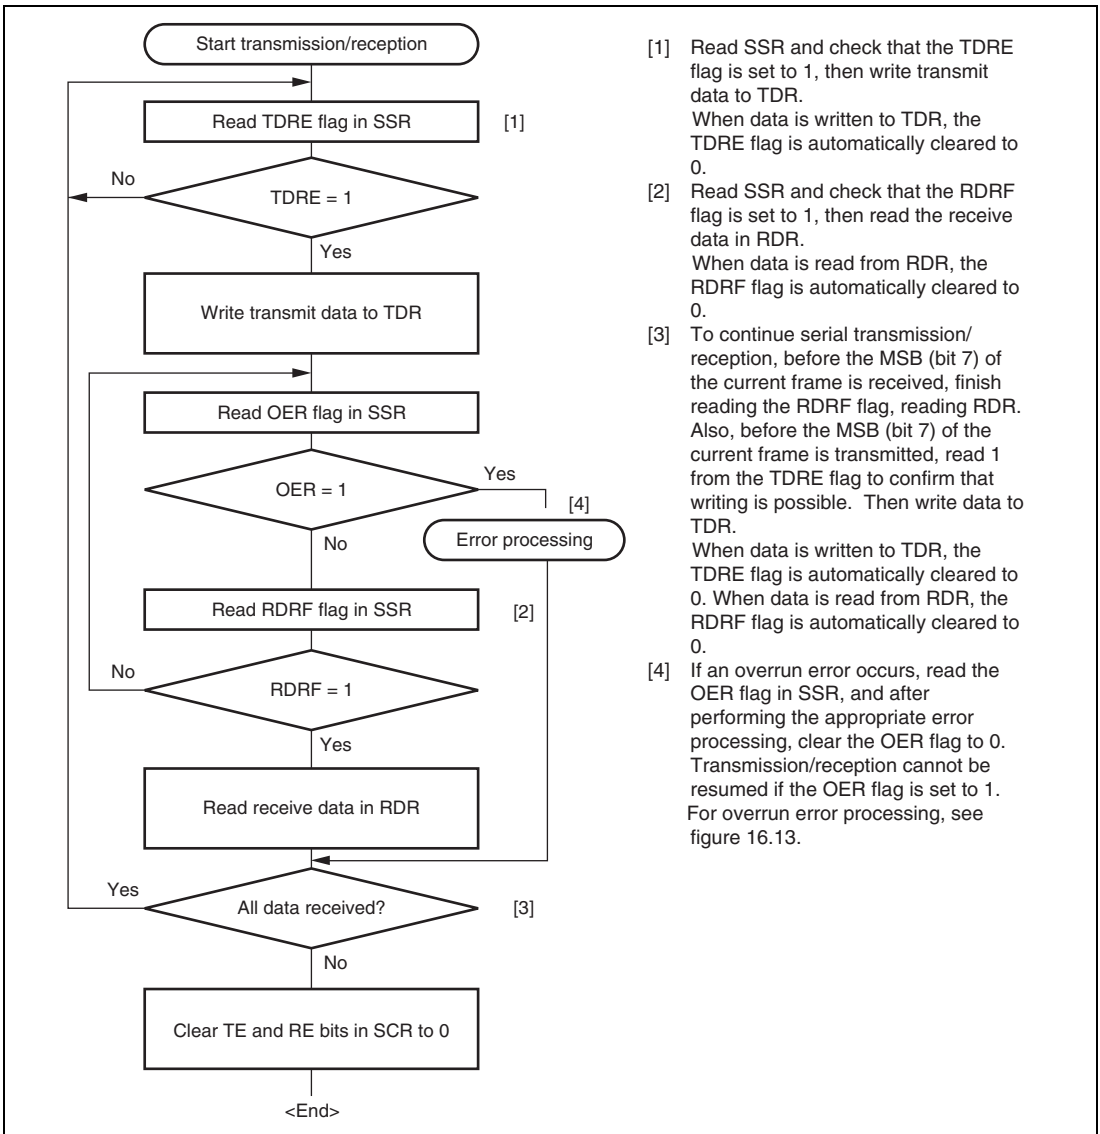 Start transmission/reception
Read TDRE flag in SSR
[1]
No
TDRE = 1
Yes
Write transmit data to TDR
Read OER flag in SSR
OER = 1
Yes
[4]
No
Error processing
Read RDRF flag in SSR
[2]
No
RDRF = 1
Yes
Read receive data in RDR
Yes
All data received?
[3]
No
Clear TE and RE bits in SCR to 0
<End>
[1] Read SSR and check that the TDRE
flag is set to 1, then write transmit
data to TDR.
When data is written to TDR, the
TDRE flag is automatically cleared to
0.
[2] Read SSR and check that the RDRF
flag is set to 1, then read the receive
data in RDR.
When data is read from RDR, the
RDRF flag is automatically cleared to
0.
[3] To continue serial transmission/
reception, before the MSB (bit 7) of
the current frame is received, finish
reading the RDRF flag, reading RDR.
Also, before the MSB (bit 7) of the
current frame is transmitted, read 1
from the TDRE flag to confirm that
writing is possible. Then write data to
TDR.
When data is written to TDR, the
TDRE flag is automatically cleared to
0. When data is read from RDR, the
RDRF flag is automatically cleared to
0.
[4] If an overrun error occurs, read the
OER flag in SSR, and after
performing the appropriate error
processing, clear the OER flag to 0.
Transmission/reception cannot be
resumed if the OER flag is set to 1.
For overrun error processing, see
figure 16.13.